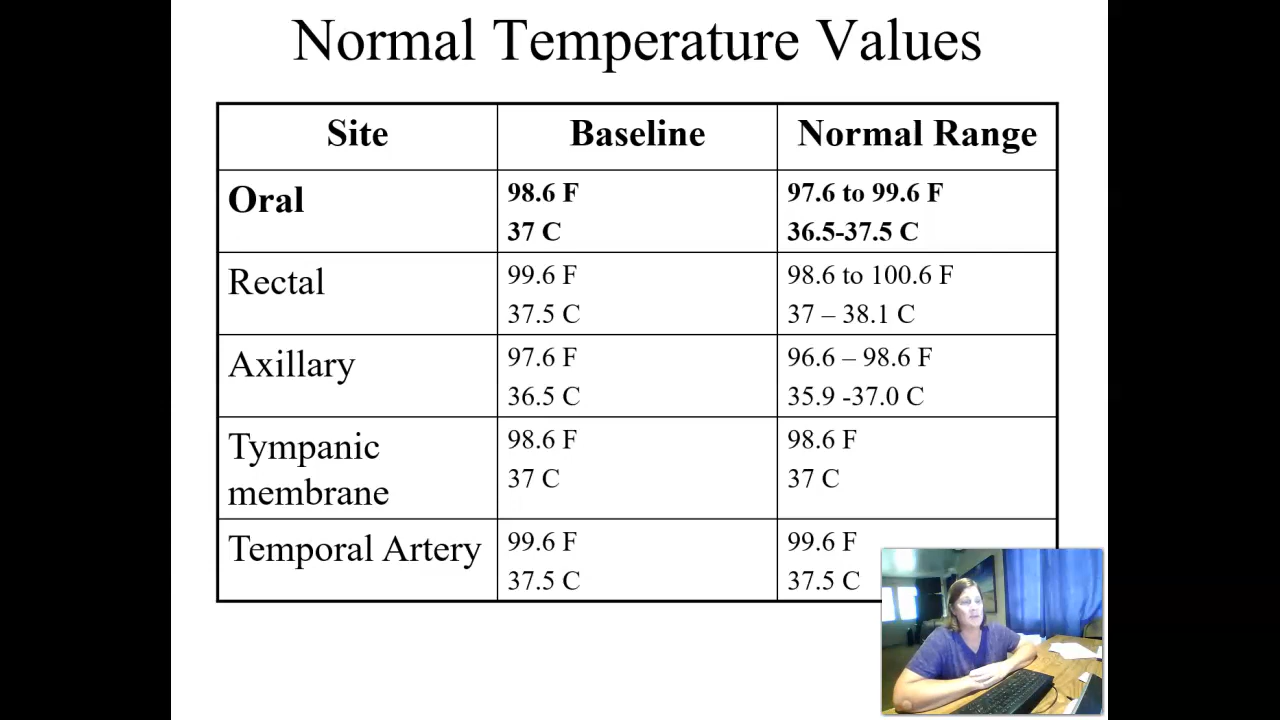 Normal Temperature Values
Site Baseline Normal Range
Oral 98.6 F 97.6 to 99.6 F
37 C 36.5-37.5 C
Rectal 99.6 F 98.6 to 100.6 F
37.5 C 37 – 38.1 C
Axillary 97.6 F 96.6 – 98.6 F
36.5 C 35.9 -37.0 C
Tympanic 98.6 F 98.6 F
membrane 37 C 37 C
Temporal Artery 99.6 F 99.6 F
37.5 C 37.5 C